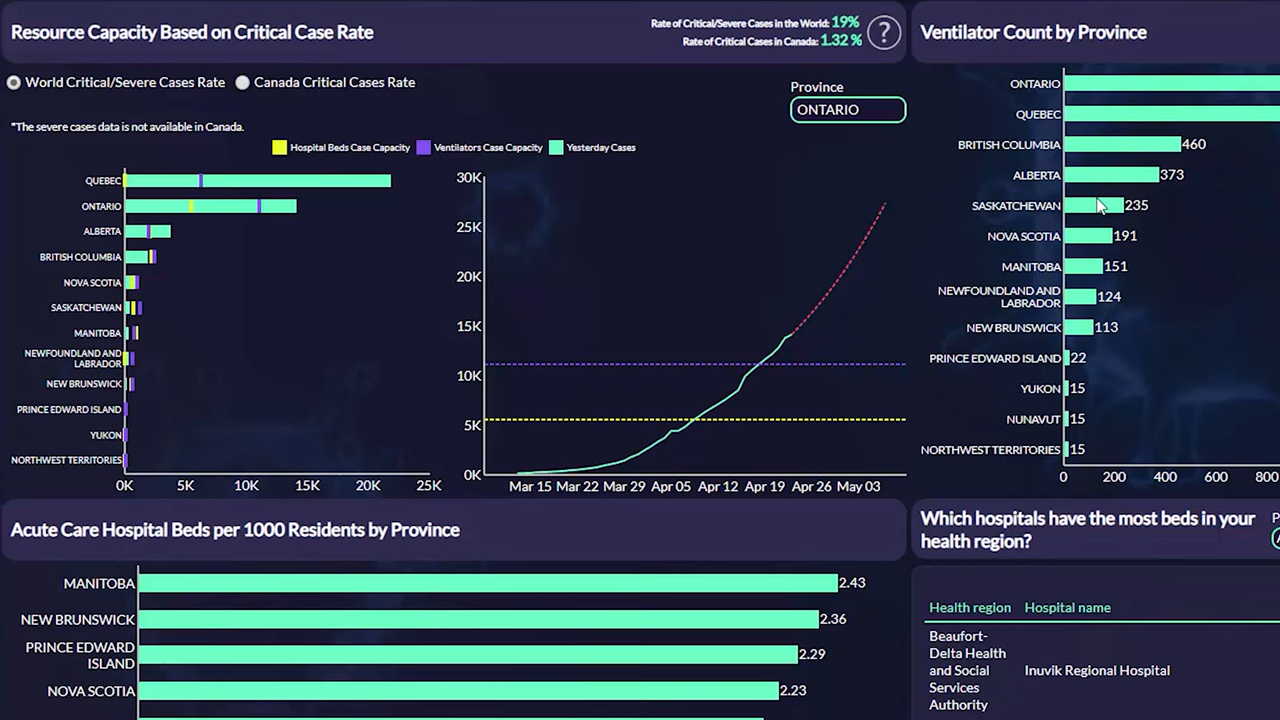 Resource Capacity Based on Critical Case Rate
Rate of Critical/Severe Cases in the World: 19%
Rate of Critical Cases in Canada: 1.32 %
?
World Critical/Severe Cases Rate
Canada Critical Cases Rate
Province
ONTARIO
*The severe cases data is not available in Canada.
Hospital Beds Case Capacity
Ventilators Case Capacity
Yesterday Cases
QUEBEC
ONTARIO
ALBERTA
BRITISH COLUMBIA
NOVA SCOTIA
SASKATCHEWAN
MANITOBA
NEWFOUNDLAND AND
LABRADOR
NEW BRUNSWICK
PRINCE EDWARD ISLAND
YUKON
NORTHWEST TERRITORIES
0K 5K 10K 15K 20K 25K
30K
25K
20K
15K
10K
5K
0K
Mar 15 Mar 22 Mar 29 Apr 05 Apr 12 Apr 19 Apr 26 May 03
Ventilator Count by Province
ONTARIO
QUEBEC
BRITISH COLUMBIA 460
ALBERTA 373
SASKATCHEWAN 235
NOVA SCOTIA 191
MANITOBA 151
NEWFOUNDLAND AND
LABRADOR 124
NEW BRUNSWICK 113
PRINCE EDWARD ISLAND 22
YUKON 15
NUNAVUT 15
NORTHWEST TERRITORIES 15
0 200 400 600 800
Acute Care Hospital Beds per 1000 Residents by Province
MANITOBA 2.43
NEW BRUNSWICK 2.36
PRINCE EDWARD
ISLAND 2.29
NOVA SCOTIA 2.23
Which hospitals have the most beds in your
health region?
Health region Hospital name
Beaufort-
Delta Health
and Social Inuvik Regional Hospital
Services
Authority